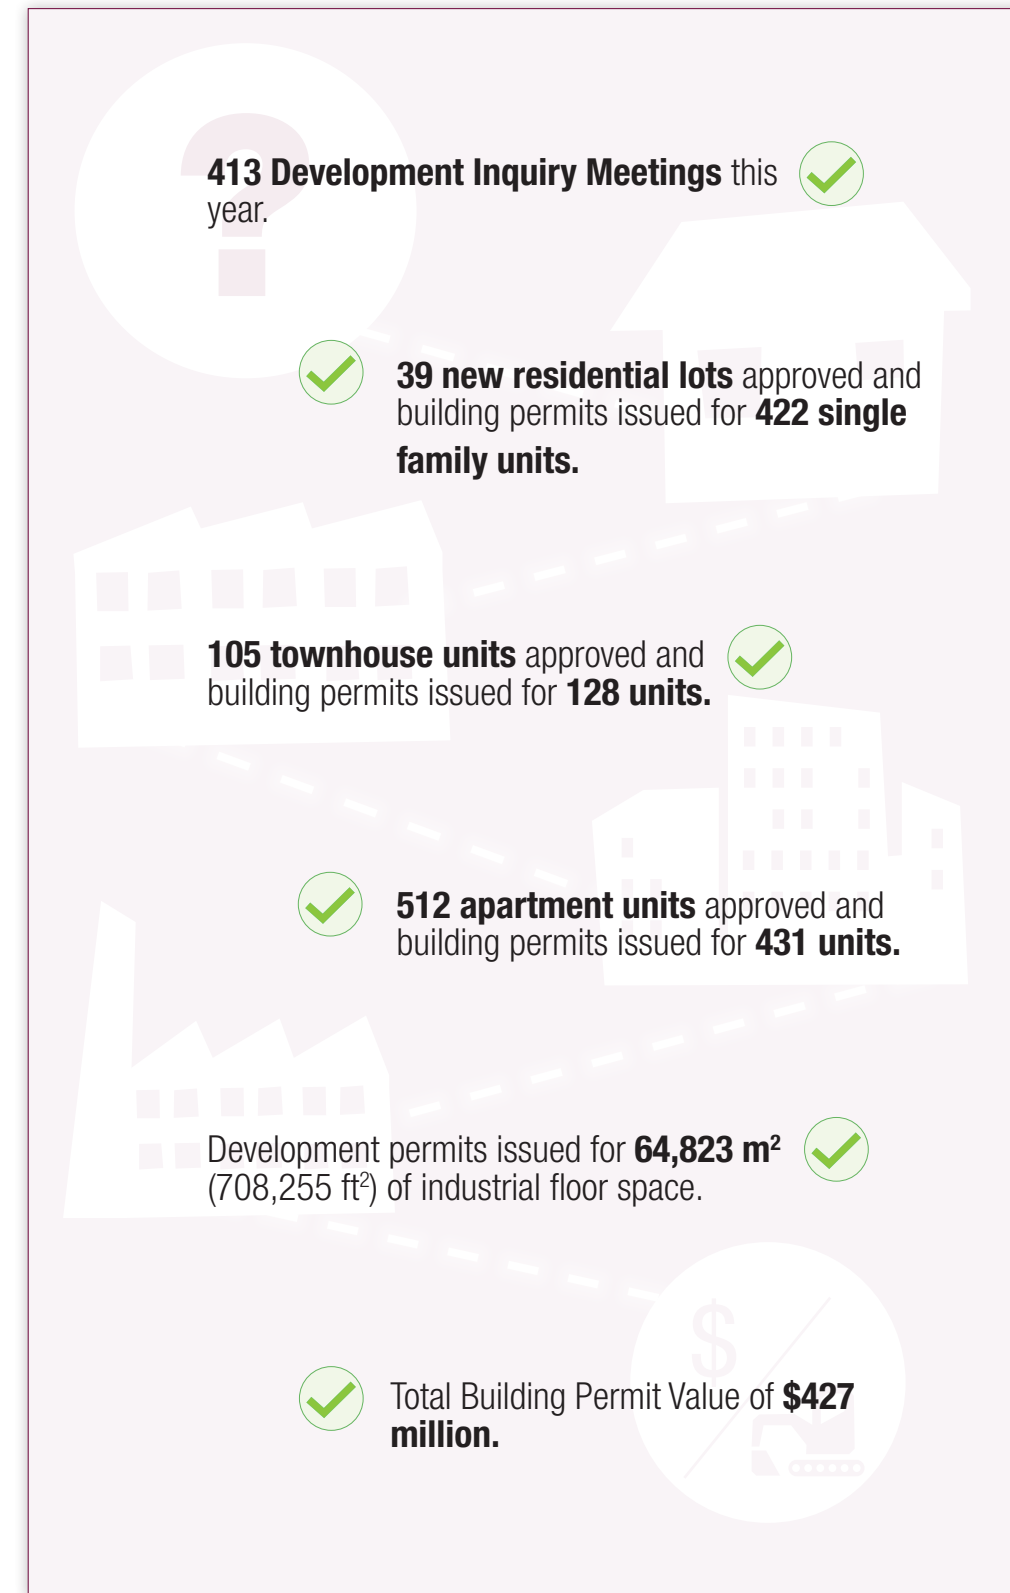 ?
413 Development Inquiry Meetings this
year.
39 new residential lots approved and
building permits issued for 422 single
family units.
105 townhouse units approved and
building permits issued for 128 units.
512 apartment units approved and
building permits issued for 431 units.
Development permits issued for 64,823 m²
(708,255 ft²) of industrial floor space.
$
Total Building Permit Value of $427
million.